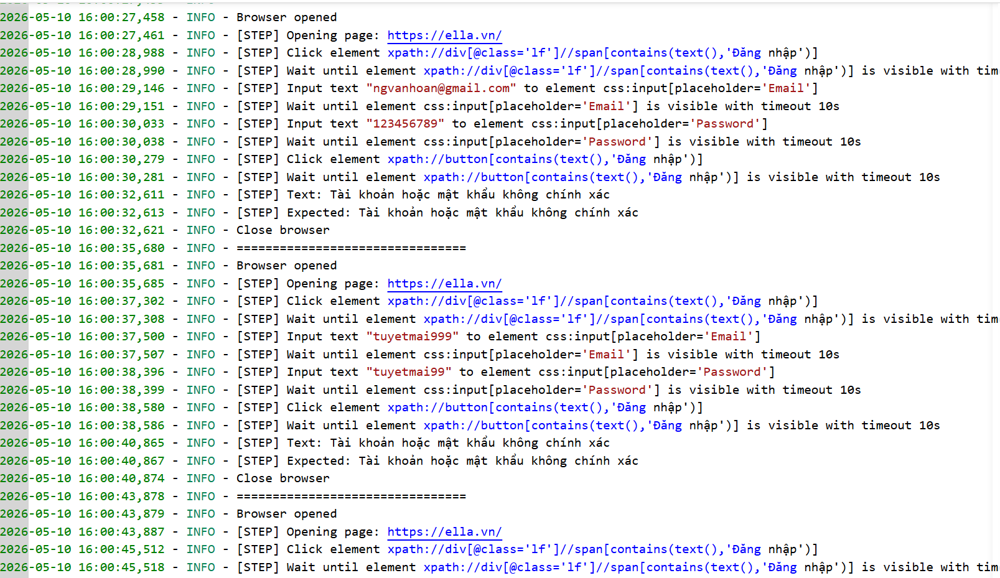 2026-05-10 16:00:27,458 - INFO - Browser opened
2026-05-10 16:00:27,461 - INFO - [STEP] Opening page: https://ella.vn/
2026-05-10 16:00:28,988 - INFO - [STEP] Click element xpath://div[@class='lf']//span[contains(text(),'Đăng nhập')]
2026-05-10 16:00:28,990 - INFO - [STEP] Wait until element xpath://div[@class='lf']//span[contains(text(),'Đăng nhập')] is visible with tim
2026-05-10 16:00:29,146 - INFO - [STEP] Input text "ngvanhoan@gmail.com" to element css:input[placeholder='Email']
2026-05-10 16:00:29,151 - INFO - [STEP] Wait until element css:input[placeholder='Email'] is visible with timeout 10s
2026-05-10 16:00:30,033 - INFO - [STEP] Input text "123456789" to element css:input[placeholder='Password']
2026-05-10 16:00:30,038 - INFO - [STEP] Wait until element css:input[placeholder='Password'] is visible with timeout 10s
2026-05-10 16:00:30,279 - INFO - [STEP] Click element xpath://button[contains(text(),'Đăng nhập')]
2026-05-10 16:00:30,281 - INFO - [STEP] Wait until element xpath://button[contains(text(),'Đăng nhập')] is visible with timeout 10s
2026-05-10 16:00:32,611 - INFO - [STEP] Text: Tài khoản hoặc mật khẩu không chính xác
2026-05-10 16:00:32,613 - INFO - [STEP] Expected: Tài khoản hoặc mật khẩu không chính xác
2026-05-10 16:00:32,621 - INFO - Close browser
2026-05-10 16:00:35,680 - INFO - ================================
2026-05-10 16:00:35,681 - INFO - Browser opened
2026-05-10 16:00:35,685 - INFO - [STEP] Opening page: https://ella.vn/
2026-05-10 16:00:37,302 - INFO - [STEP] Click element xpath://div[@class='lf']//span[contains(text(),'Đăng nhập')]
2026-05-10 16:00:37,308 - INFO - [STEP] Wait until element xpath://div[@class='lf']//span[contains(text(),'Đăng nhập')] is visible with tim
2026-05-10 16:00:37,500 - INFO - [STEP] Input text "tuyetmai999" to element css:input[placeholder='Email']
2026-05-10 16:00:37,507 - INFO - [STEP] Wait until element css:input[placeholder='Email'] is visible with timeout 10s
2026-05-10 16:00:38,396 - INFO - [STEP] Input text "tuyetmai99" to element css:input[placeholder='Password']
2026-05-10 16:00:38,399 - INFO - [STEP] Wait until element css:input[placeholder='Password'] is visible with timeout 10s
2026-05-10 16:00:38,580 - INFO - [STEP] Click element xpath://button[contains(text(),'Đăng nhập')]
2026-05-10 16:00:38,586 - INFO - [STEP] Wait until element xpath://button[contains(text(),'Đăng nhập')] is visible with timeout 10s
2026-05-10 16:00:40,865 - INFO - [STEP] Text: Tài khoản hoặc mật khẩu không chính xác
2026-05-10 16:00:40,867 - INFO - [STEP] Expected: Tài khoản hoặc mật khẩu không chính xác
2026-05-10 16:00:40,874 - INFO - Close browser
2026-05-10 16:00:43,878 - INFO - ================================
2026-05-10 16:00:43,879 - INFO - Browser opened
2026-05-10 16:00:43,887 - INFO - [STEP] Opening page: https://ella.vn/
2026-05-10 16:00:45,512 - INFO - [STEP] Click element xpath://div[@class='lf']//span[contains(text(),'Đăng nhập')]
2026-05-10 16:00:45,518 - INFO - [STEP] Wait until element xpath://div[@class='lf']//span[contains(text(),'Đăng nhập')] is visible with tim